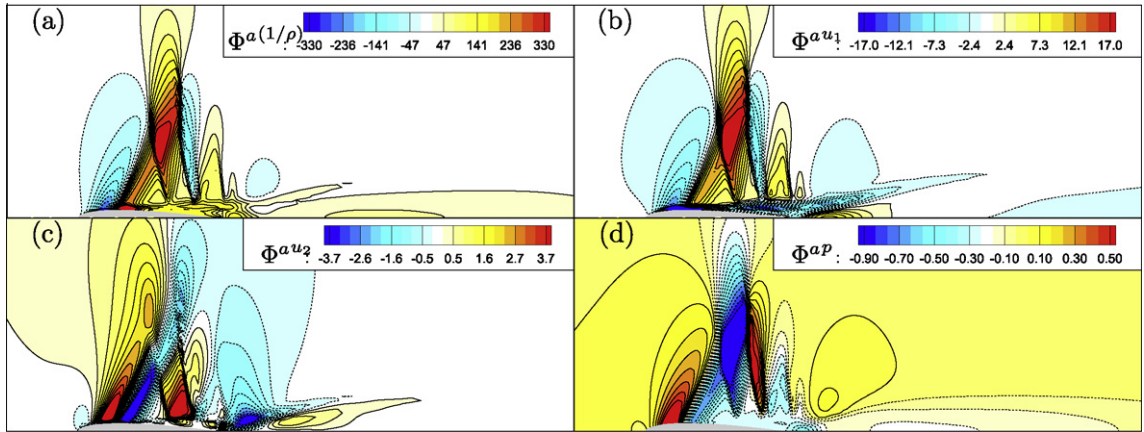 (a) Φ^{a(1/ρ)}:
-330 -236 -141 -47 47 141 236 330
(b) Φ^{au_1}:
-17.0 -12.1 -7.3 -2.4 2.4 7.3 12.1 17.0
(c) Φ^{au_2}:
-3.7 -2.7 -1.6 -0.5 0.5 1.6 2.7 3.7
(d) Φ^{ap}:
-0.90 -0.70 -0.50 -0.30 -0.10 0.10 0.30 0.50